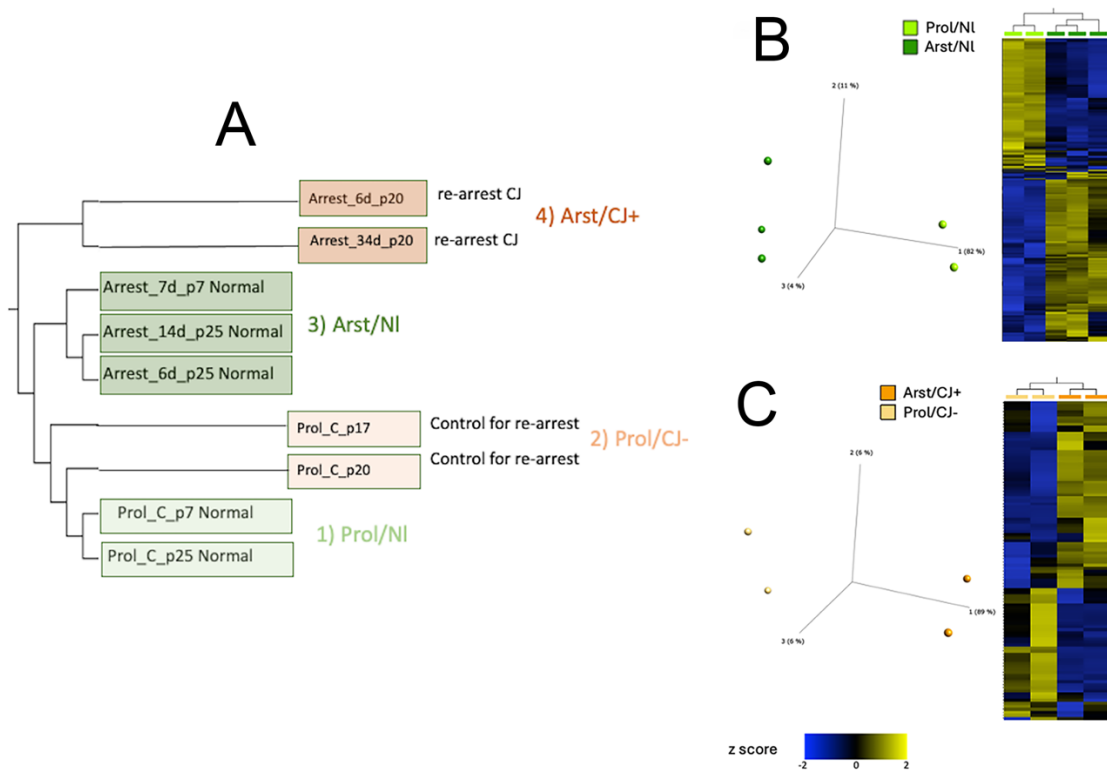 A
Arrest_6d_p20
re-arrest CJ
4) Arst/CJ+
Arrest_34d_p20
re-arrest CJ
Arrest_7d_p7 Normal
3) Arst/Nl
Arrest_14d_p25 Normal
Arrest_6d_p25 Normal
Prol_C_p17
Control for re-arrest
2) Prol/CJ-
Prol_C_p20
Control for re-arrest
Prol_C_p7 Normal
1) Prol/Nl
Prol_C_p25 Normal
B
Prol/Nl
Arst/Nl
2 (11 %)
1 (82 %)
3 (4 %)
C
Arst/CJ+
Prol/CJ-
2 (6 %)
1 (89 %)
3 (6 %)
z score
-2
0
2